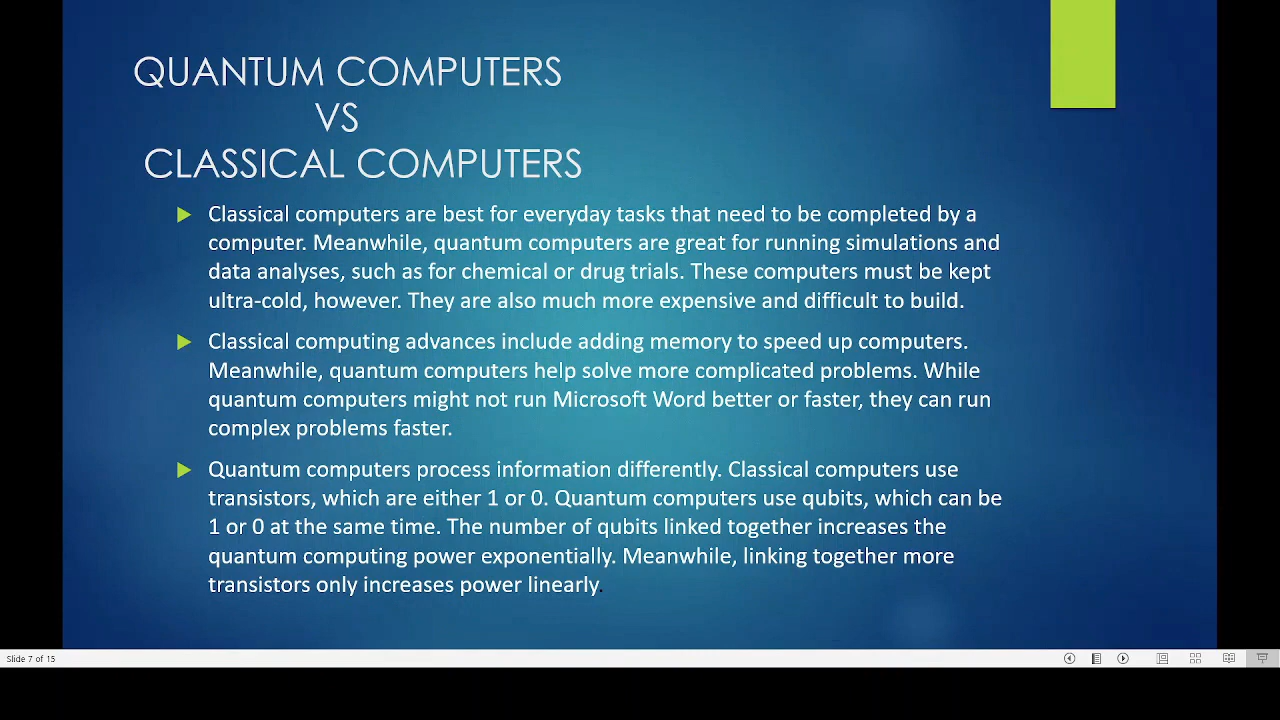 QUANTUM COMPUTERS
VS
CLASSICAL COMPUTERS
Classical computers are best for everyday tasks that need to be completed by a
computer. Meanwhile, quantum computers are great for running simulations and
data analyses, such as for chemical or drug trials. These computers must be kept
ultra-cold, however. They are also much more expensive and difficult to build.
Classical computing advances include adding memory to speed up computers.
Meanwhile, quantum computers help solve more complicated problems. While
quantum computers might not run Microsoft Word better or faster, they can run
complex problems faster.
Quantum computers process information differently. Classical computers use
transistors, which are either 1 or 0. Quantum computers use qubits, which can be
1 or 0 at the same time. The number of qubits linked together increases the
quantum computing power exponentially. Meanwhile, linking together more
transistors only increases power linearly.
Slide 7 of 15